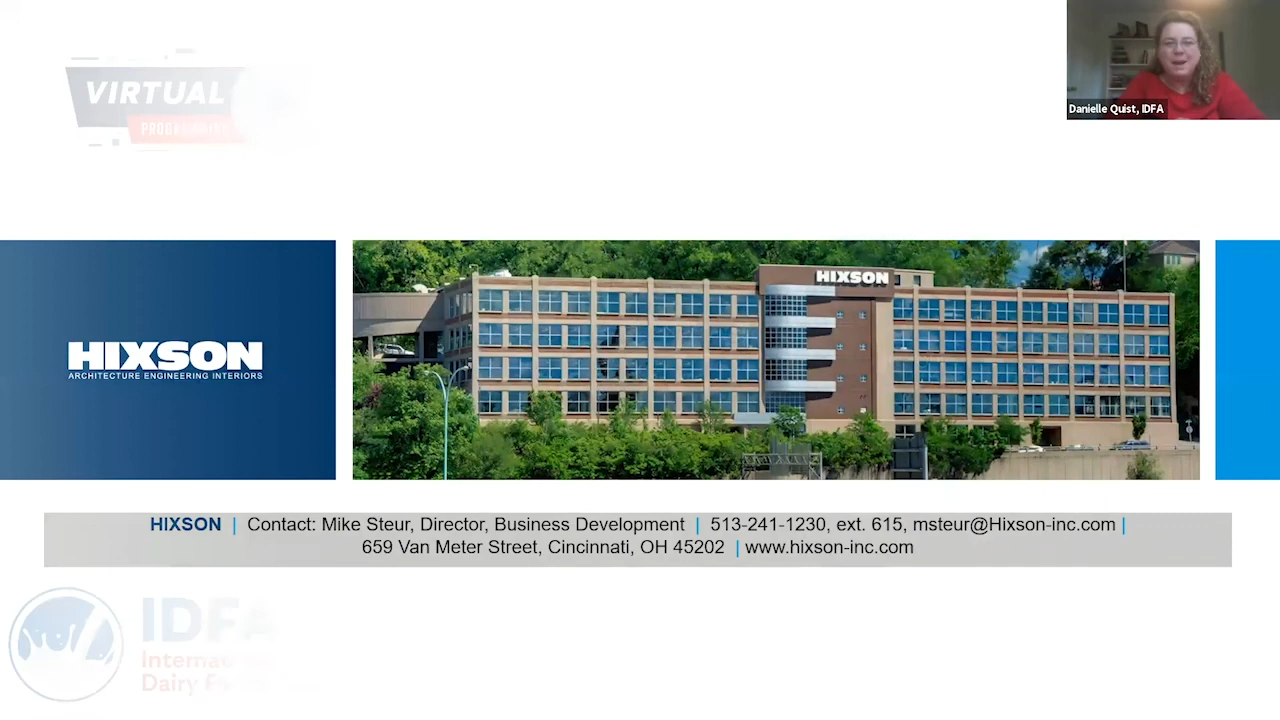 VIRTUAL
Danielle Quist, IDFA
HIXSON
HIXSON
ARCHITECTURE ENGINEERING INTERIORS
HIXSON | Contact: Mike Steur, Director, Business Development | 513-241-1230, ext. 615, msteur@Hixson-inc.com |
659 Van Meter Street, Cincinnati, OH 45202 | www.hixson-inc.com
IDFA
Dairy